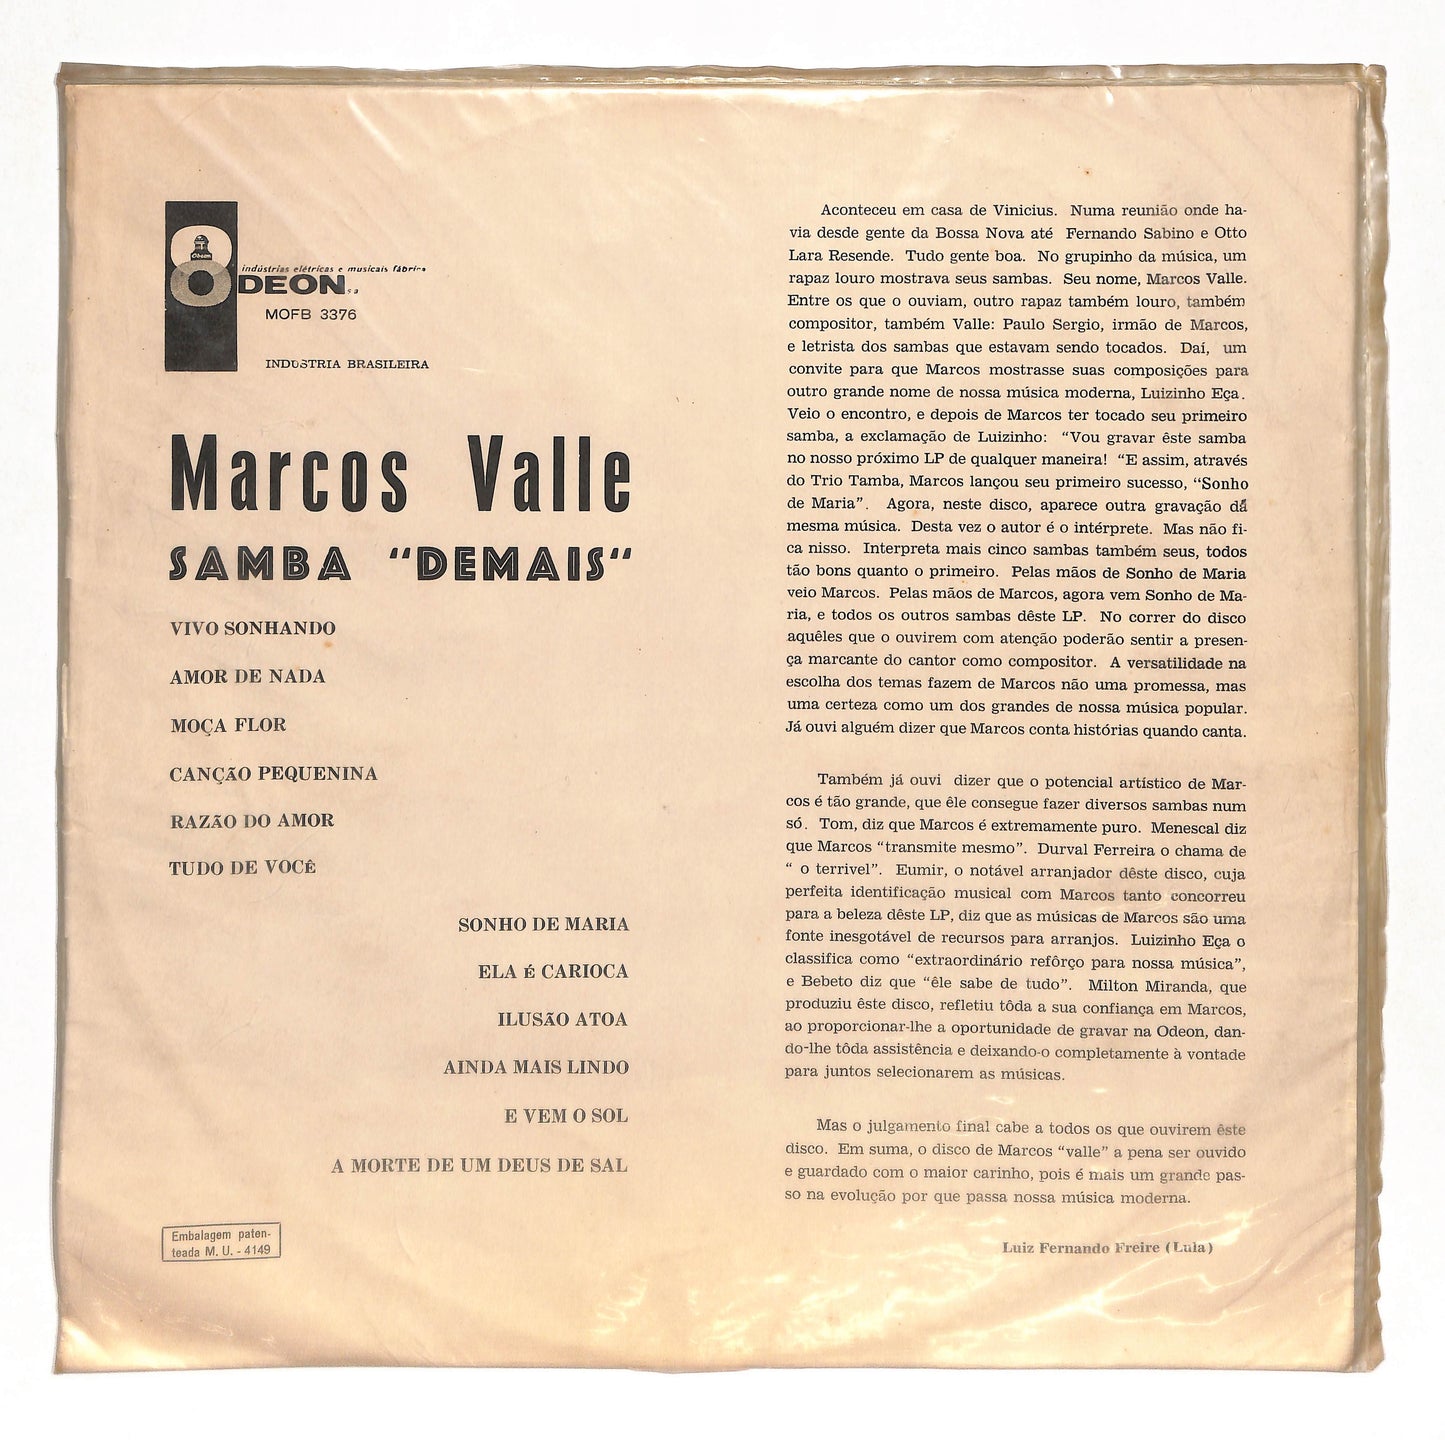 Odeon
indústrias elétricas e musicais fábrica
ODEON s a
MOFB 3376
INDÚSTRIA BRASILEIRA
Marcos Valle
SAMBA "DEMAIS"
VIVO SONHANDO
AMOR DE NADA
MOÇA FLOR
CANÇÃO PEQUENINA
RAZÃO DO AMOR
TUDO DE VOCÊ
SONHO DE MARIA
ELA É CARIOCA
ILUSÃO ATOA
AINDA MAIS LINDO
E VEM O SOL
A MORTE DE UM DEUS DE SAL
Embalagem paten-
teada M. U. - 4149
Aconteceu em casa de Vinicius. Numa reunião onde ha-
via desde gente da Bossa Nova até Fernando Sabino e Otto
Lara Resende. Tudo gente boa. No grupinho da música, um
rapaz louro mostrava seus sambas. Seu nome, Marcos Valle.
Entre os que o ouviam, outro rapaz também louro, também
compositor, também Valle: Paulo Sergio, irmão de Marcos,
e letrista dos sambas que estavam sendo tocados. Daí, um
convite para que Marcos mostrasse suas composições para
outro grande nome de nossa música moderna, Luizinho Eça.
Veio o encontro, e depois de Marcos ter tocado seu primeiro
samba, a exclamação de Luizinho: "Vou gravar êste samba
no nosso próximo LP de qualquer maneira! "E assim, através
do Trio Tamba, Marcos lançou seu primeiro sucesso, "Sonho
de Maria". Agora, neste disco, aparece outra gravação da
mesma música. Desta vez o autor é o intérprete. Mas não fi-
ca nisso. Interpreta mais cinco sambas também seus, todos
tão bons quanto o primeiro. Pelas mãos de Sonho de Maria
veio Marcos. Pelas mãos de Marcos, agora vem Sonho de Ma-
ria, e todos os outros sambas dêste LP. No correr do disco
aquêles que o ouvirem com atenção poderão sentir a presen-
ça marcante do cantor como compositor. A versatilidade na
escolha dos temas fazem de Marcos não uma promessa, mas
uma certeza como um dos grandes de nossa música popular.
Já ouvi alguém dizer que Marcos conta histórias quando canta.
Também já ouvi dizer que o potencial artístico de Mar-
cos é tão grande, que êle consegue fazer diversos sambas num
só. Tom, diz que Marcos é extremamente puro. Menescal diz
que Marcos "transmite mesmo". Durval Ferreira o chama de
" o terrivel". Eumir, o notável arranjador dêste disco, cuja
perfeita identificação musical com Marcos tanto concorreu
para a beleza dêste LP, diz que as músicas de Marcos são uma
fonte inesgotável de recursos para arranjos. Luizinho Eça o
classifica como "extraordinário refôrço para nossa música",
e Bebeto diz que "êle sabe de tudo". Milton Miranda, que
produziu êste disco, refletiu tôda a sua confiança em Marcos,
ao proporcionar-lhe a oportunidade de gravar na Odeon, dan-
do-lhe tôda assistência e deixando-o completamente à vontade
para juntos selecionarem as músicas.
Mas o julgamento final cabe a todos os que ouvirem êste
disco. Em suma, o disco de Marcos "valle" a pena ser ouvido
e guardado com o maior carinho, pois é mais um grande pas-
so na evolução por que passa nossa música moderna.
Luiz Fernando Freire (Lula)